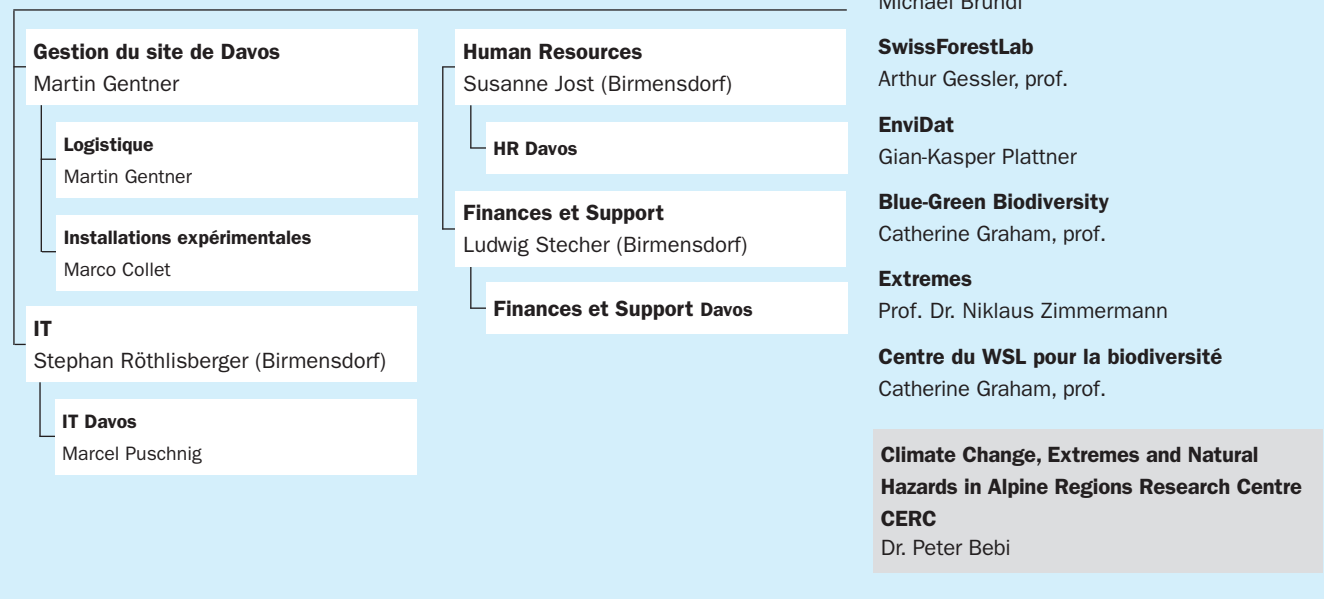 Gestion du site de Davos
Martin Gentner
Logistique
Martin Gentner
Installations expérimentales
Marco Collet
IT
Stephan Röthlisberger (Birmensdorf)
IT Davos
Marcel Puschnig
Human Resources
Susanne Jost (Birmensdorf)
HR Davos
Finances et Support
Ludwig Stecher (Birmensdorf)
Finances et Support Davos
Michael Bründl
SwissForestLab
Arthur Gessler, prof.
EnviDat
Gian-Kasper Plattner
Blue-Green Biodiversity
Catherine Graham, prof.
Extremes
Prof. Dr. Niklaus Zimmermann
Centre du WSL pour la biodiversité
Catherine Graham, prof.
Climate Change, Extremes and Natural
Hazards in Alpine Regions Research Centre
CERC
Dr. Peter Bebi